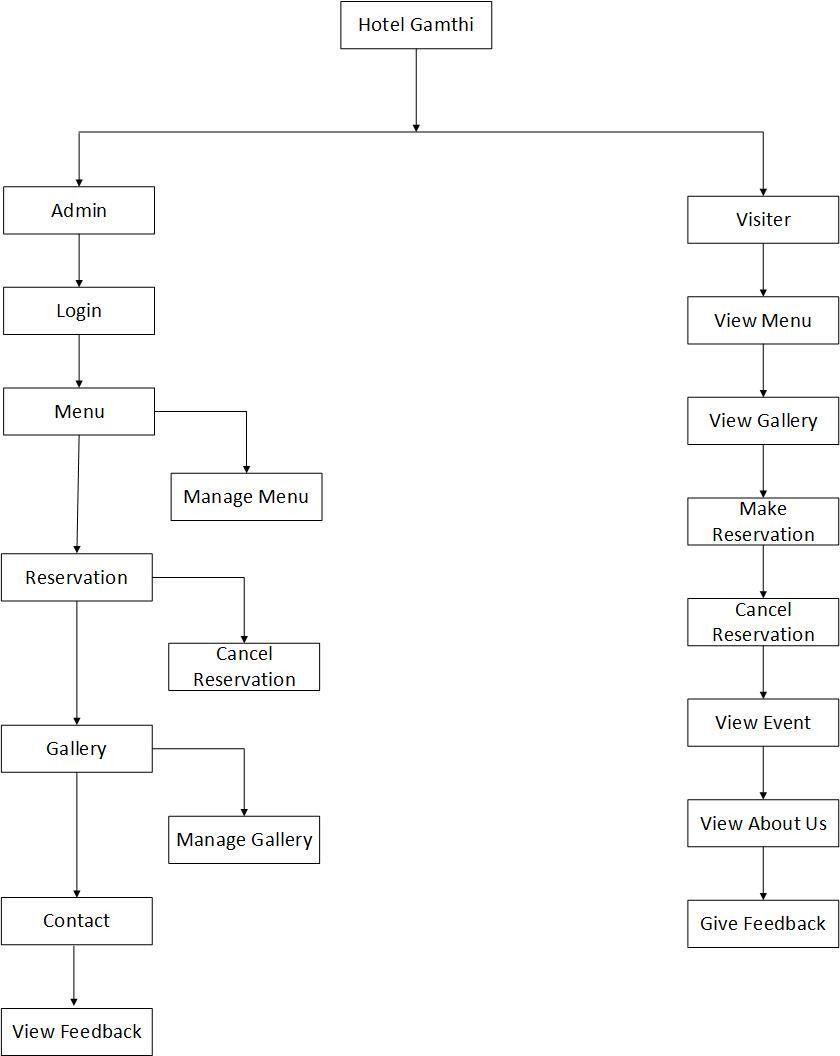 Hotel Gamthi
Admin
Login
Menu
Manage Menu
Reservation
Cancel
Reservation
Gallery
Manage Gallery
Contact
View Feedback
Visiter
View Menu
View Gallery
Make
Reservation
Cancel
Reservation
View Event
View About Us
Give Feedback